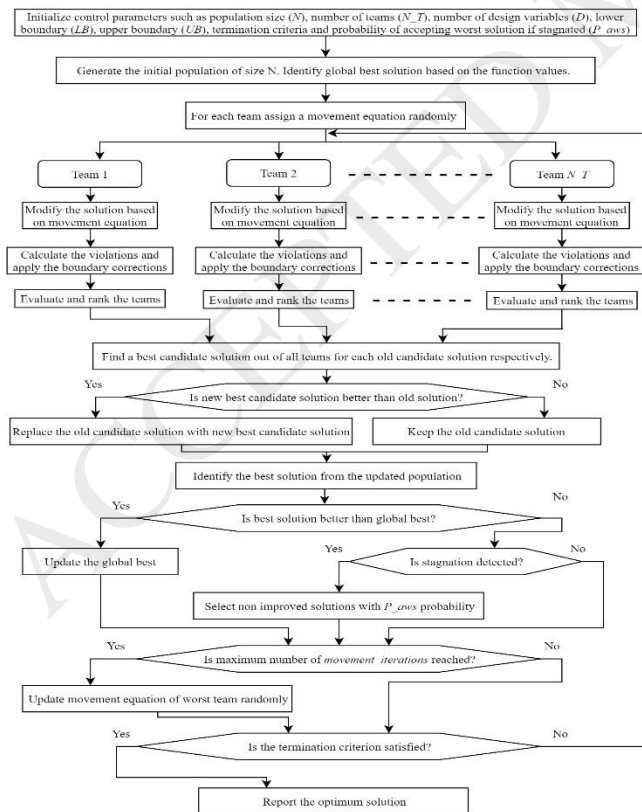 Initialize control parameters such as population size (N), number of teams (N_T), number of design variables (D), lower
boundary (LB), upper boundary (UB), termination criteria and probability of accepting worst solution if stagnated (P_aws)
Generate the initial population of size N. Identify global best solution based on the function values.
For each team assign a movement equation randomly
Team 1
Team 2
Team N_T
Modify the solution based
on movement equation
Modify the solution based
on movement equation
Modify the solution based
on movement equation
Calculate the violations and
apply the boundary corrections
Calculate the violations and
apply the boundary corrections
Calculate the violations and
apply the boundary corrections
Evaluate and rank the teams
Evaluate and rank the teams
Evaluate and rank the teams
Find a best candidate solution out of all teams for each old candidate solution respectively.
Yes
No
Is new best candidate solution better than old solution?
Replace the old candidate solution with new best candidate solution
Keep the old candidate solution
Identify the best solution from the updated population
Yes
No
Is best solution better than global best?
Update the global best
Yes
Is stagnation detected?
No
Select non improved solutions with P_aws probability
Yes
No
Is maximum number of movement iterations reached?
Update movement equation of worst team randomly
Yes
Is the termination criterion satisfied?
No
Report the optimum solution
ACCEPTED M